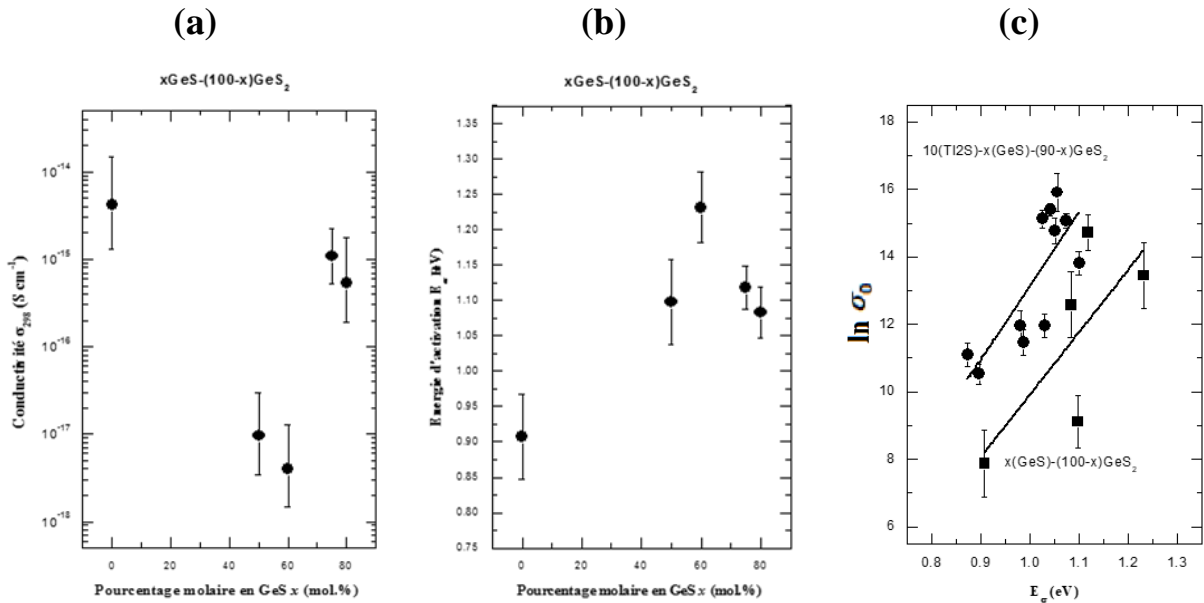 (a)
(b)
(c)
xGeS-(100-x)GeS₂
Conductivité σ₂₉₈ (S cm⁻¹)
10⁻¹⁴
10⁻¹⁵
10⁻¹⁶
10⁻¹⁷
10⁻¹⁸
0 20 40 60 80
Pourcentage molaire en GeS x (mol.%)
xGeS-(100-x)GeS₂
Energie d'activation E_σ (eV)
1.35
1.30
1.25
1.20
1.15
1.10
1.05
1.00
0.95
0.90
0.85
0.80
0.75
0 20 40 60 80
Pourcentage molaire en GeS x (mol.%)
ln σ₀
18
16
14
12
10
8
6
10(Tl2S)-x(GeS)-(90-x)GeS₂
x(GeS)-(100-x)GeS₂
0.8 0.9 1.0 1.1 1.2 1.3
E_σ (eV)